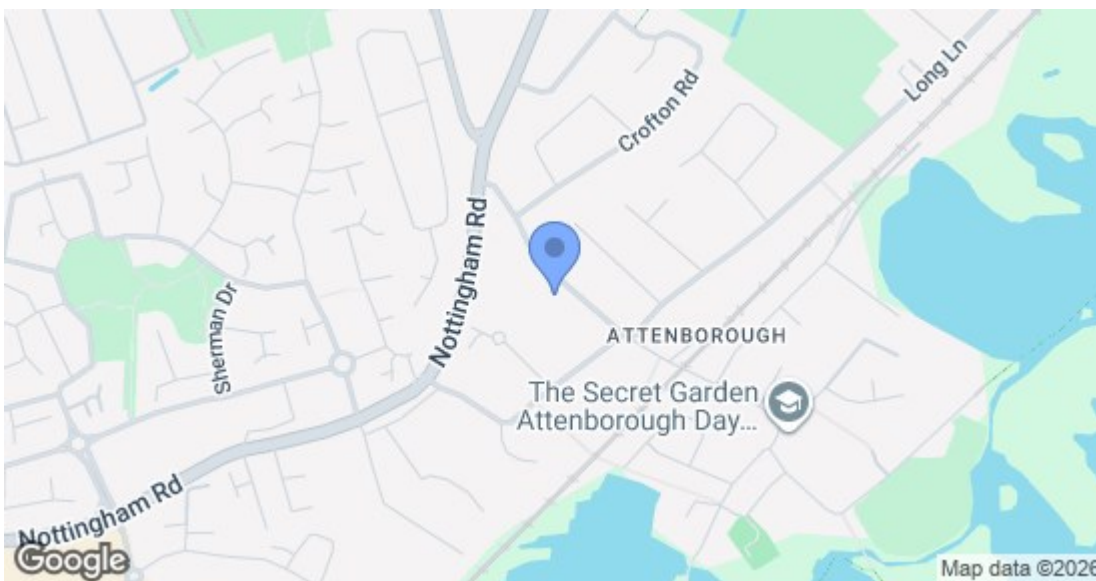 Long Ln
Crofton Rd
Nottingham Rd
Sherman Dr
ATTENBOROUGH
The Secret Garden
Attenborough Day...
Nottingham Rd
Google
Map data ©2026